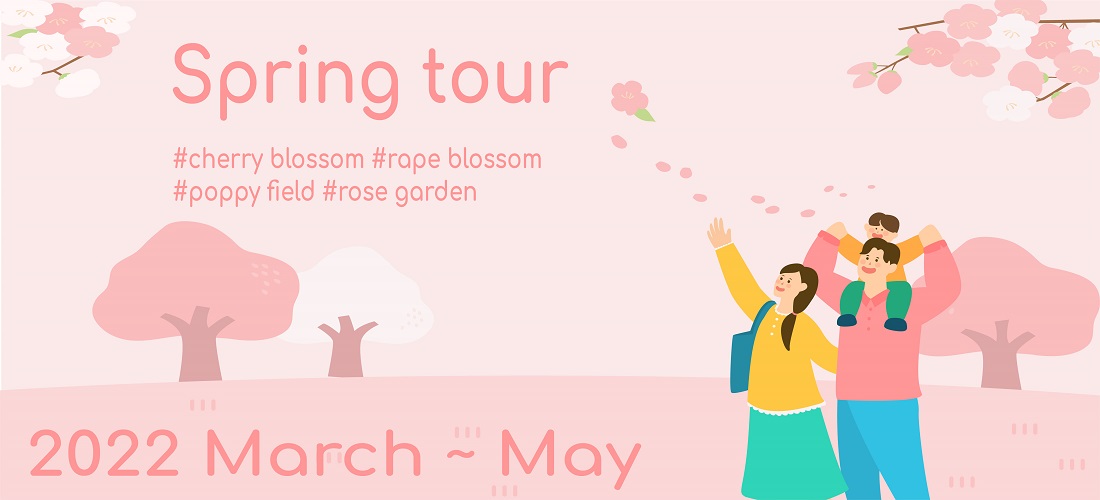 Spring tour
#cherry blossom #rape blossom
#poppy field #rose garden
2022 March ~ May